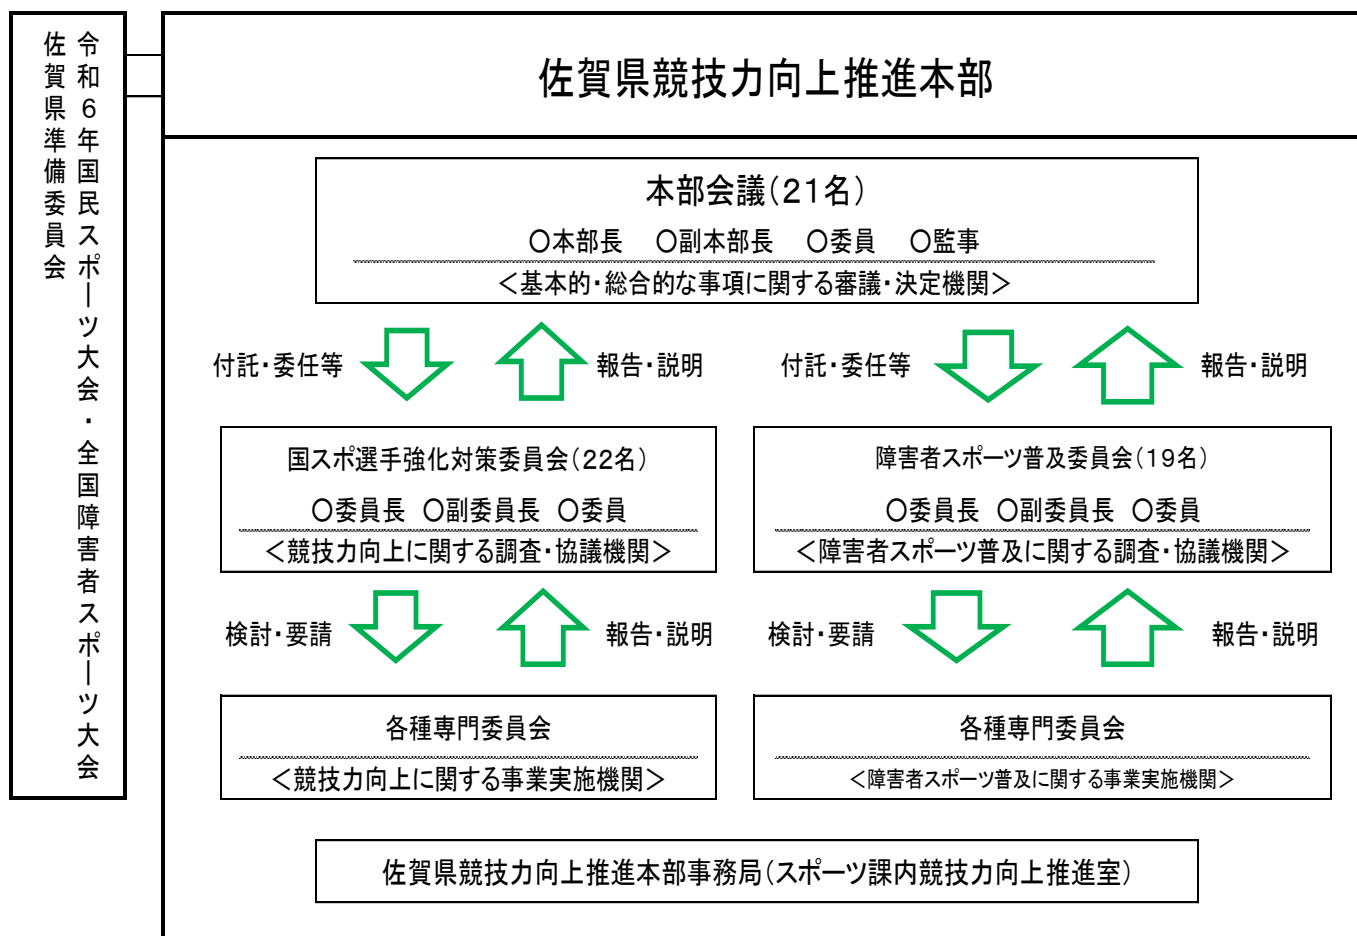 令和６年国民スポーツ大会・全国障害者スポーツ大会
佐賀県準備委員会
佐賀県競技力向上推進本部
本部会議（２１名）
〇本部長　〇副本部長　〇委員　〇監事
＜基本的・総合的な事項に関する審議・決定機関＞
付託・委任等
報告・説明
付託・委任等
報告・説明
国スポ選手強化対策委員会（２２名）
〇委員長　〇副委員長　〇委員
＜競技力向上に関する調査・協議機関＞
障害者スポーツ普及委員会（１９名）
〇委員長　〇副委員長　〇委員
＜障害者スポーツ普及に関する調査・協議機関＞
検討・要請
報告・説明
検討・要請
報告・説明
各種専門委員会
＜競技力向上に関する事業実施機関＞
各種専門委員会
＜障害者スポーツ普及に関する事業実施機関＞
佐賀県競技力向上推進本部事務局（スポーツ課内競技力向上推進室）